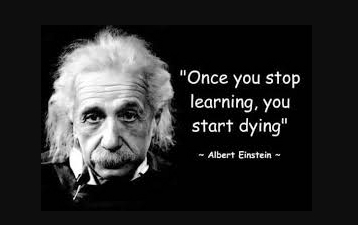 "Once you stop
learning, you
start dying"
~ Albert Einstein ~